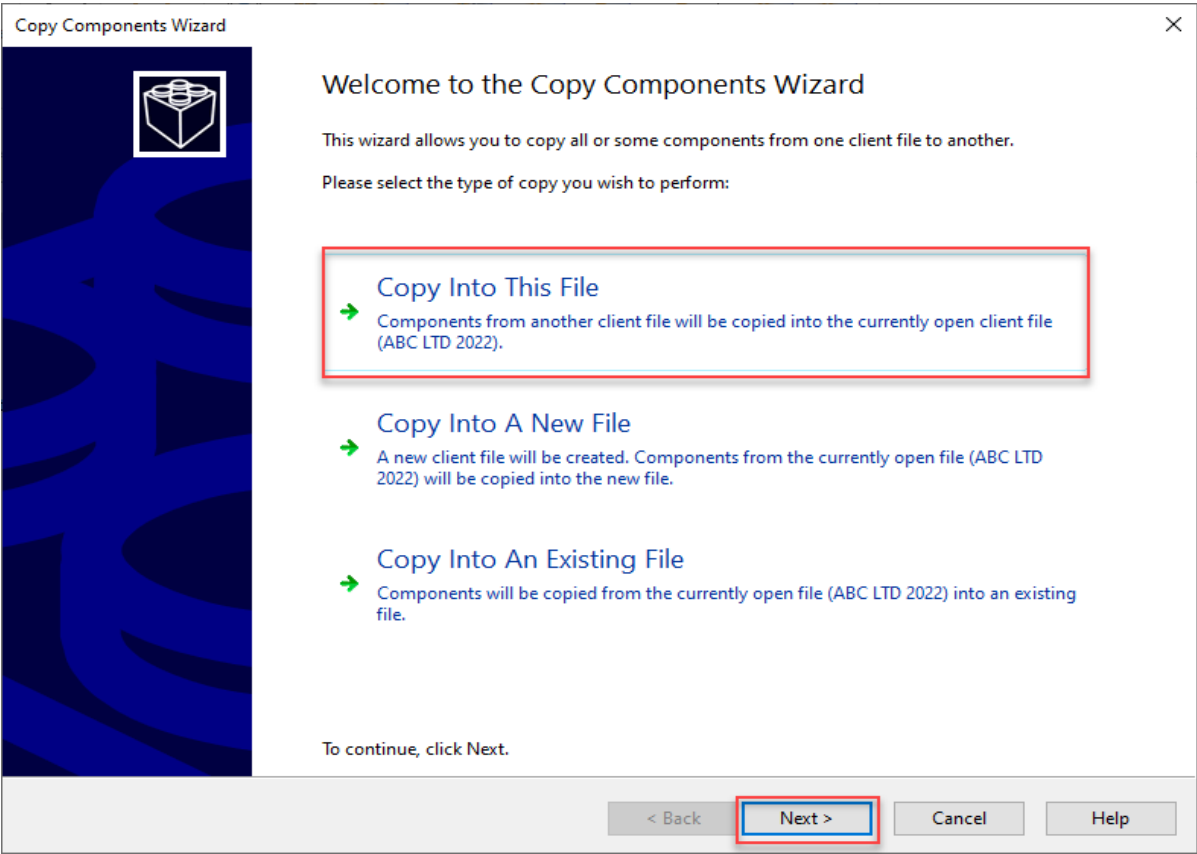 Copy Components Wizard
Welcome to the Copy Components Wizard
This wizard allows you to copy all or some components from one client file to another.
Please select the type of copy you wish to perform:
Copy Into This File
Components from another client file will be copied into the currently open client file
(ABC LTD 2022).
Copy Into A New File
A new client file will be created. Components from the currently open file (ABC LTD
2022) will be copied into the new file.
Copy Into An Existing File
Components will be copied from the currently open file (ABC LTD 2022) into an existing
file.
To continue, click Next.
< Back Next > Cancel Help